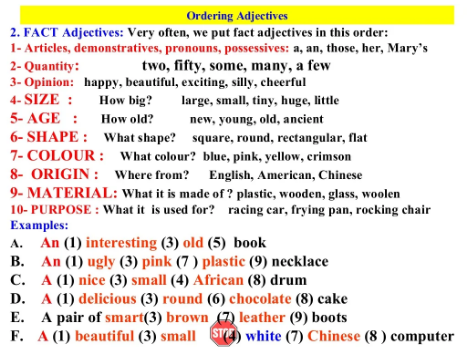 Ordering Adjectives
2. FACT Adjectives: Very often, we put fact adjectives in this order:
1- Articles, demonstratives, pronouns, possessives: a, an, those, her, Mary's
2- Quantity: two, fifty, some, many, a few
3- Opinion: happy, beautiful, exciting, silly, cheerful
4- SIZE : How big? large, small, tiny, huge, little
5- AGE : How old? new, young, old, ancient
6- SHAPE : What shape? square, round, rectangular, flat
7- COLOUR : What colour? blue, pink, yellow, crimson
8- ORIGIN : Where from? English, American, Chinese
9- MATERIAL: What it is made of ? plastic, wooden, glass, woolen
10- PURPOSE : What it is used for? racing car, frying pan, rocking chair
Examples:
A. An (1) interesting (3) old (5) book
B. An (1) ugly (3) pink (7 ) plastic (9) necklace
C. A (1) nice (3) small (4) African (8) drum
D. A (1) delicious (3) round (6) chocolate (8) cake
E. A pair of smart(3) brown (7) leather (9) boots
F. A (1) beautiful (3) small (4) white (7) Chinese (8 ) computer